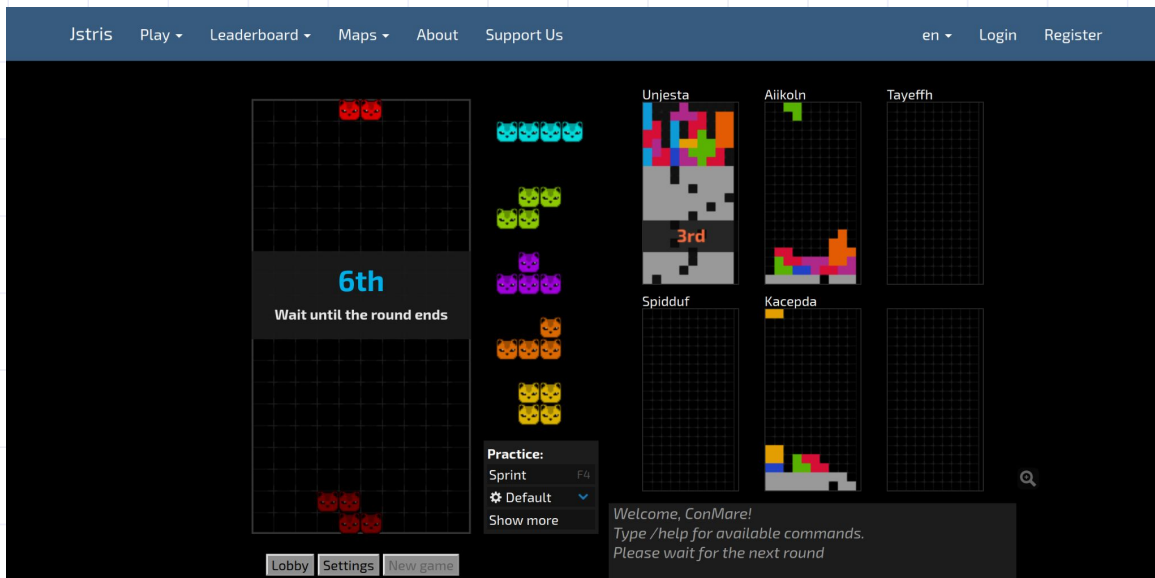 Jstris Play Leaderboard Maps About Support Us en Login Register
Unjesta Aiikoln Tayeffh
3rd
6th
Wait until the round ends
Spidduf Kacepda
Practice:
Sprint F4
Default
Show more
Welcome, ConMare!
Type /help for available commands.
Please wait for the next round
Lobby Settings New game